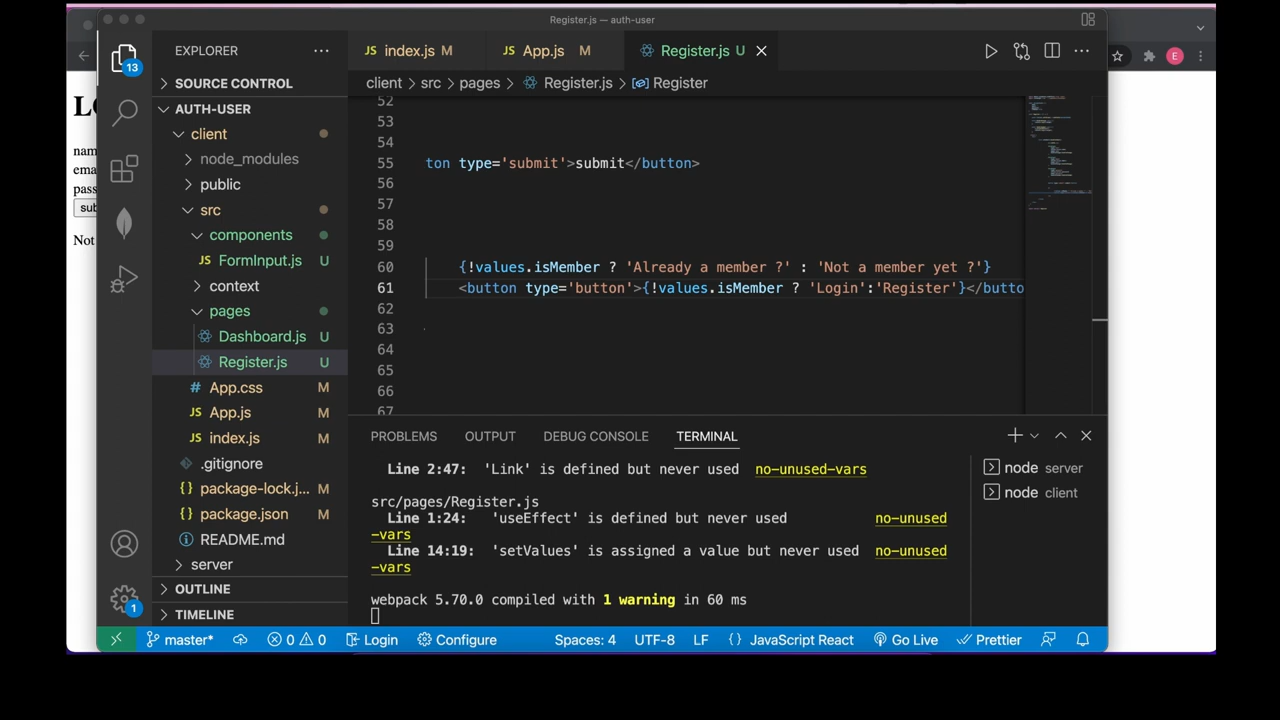 Register.js — auth-user
EXPLORER
13
SOURCE CONTROL
AUTH-USER
client
node_modules
public
src
components
JS FormInput.js U
context
pages
Dashboard.js U
Register.js U
# App.css M
JS App.js M
JS index.js M
.gitignore
{} package-lock.j... M
{} package.json M
README.md
server
OUTLINE
TIMELINE
1
JS index.js M
JS App.js M
Register.js U
client > src > pages > Register.js > Register
52
53
54
55 ton type='submit'>submit</button>
56
57
58
59
60 {!values.isMember ? 'Already a member ?' : 'Not a member yet ?'}
61 <button type='button'>{!values.isMember ? 'Login':'Register'}</butto
62
63
64
65
66
67
PROBLEMS OUTPUT DEBUG CONSOLE TERMINAL
Line 2:47: 'Link' is defined but never used no-unused-vars
src/pages/Register.js
Line 1:24: 'useEffect' is defined but never used no-unused
-vars
Line 14:19: 'setValues' is assigned a value but never used no-unused
-vars
webpack 5.70.0 compiled with 1 warning in 60 ms
node server
node client
master* 0 0 Login Configure Spaces: 4 UTF-8 LF {} JavaScript React Go Live Prettier
E
Not